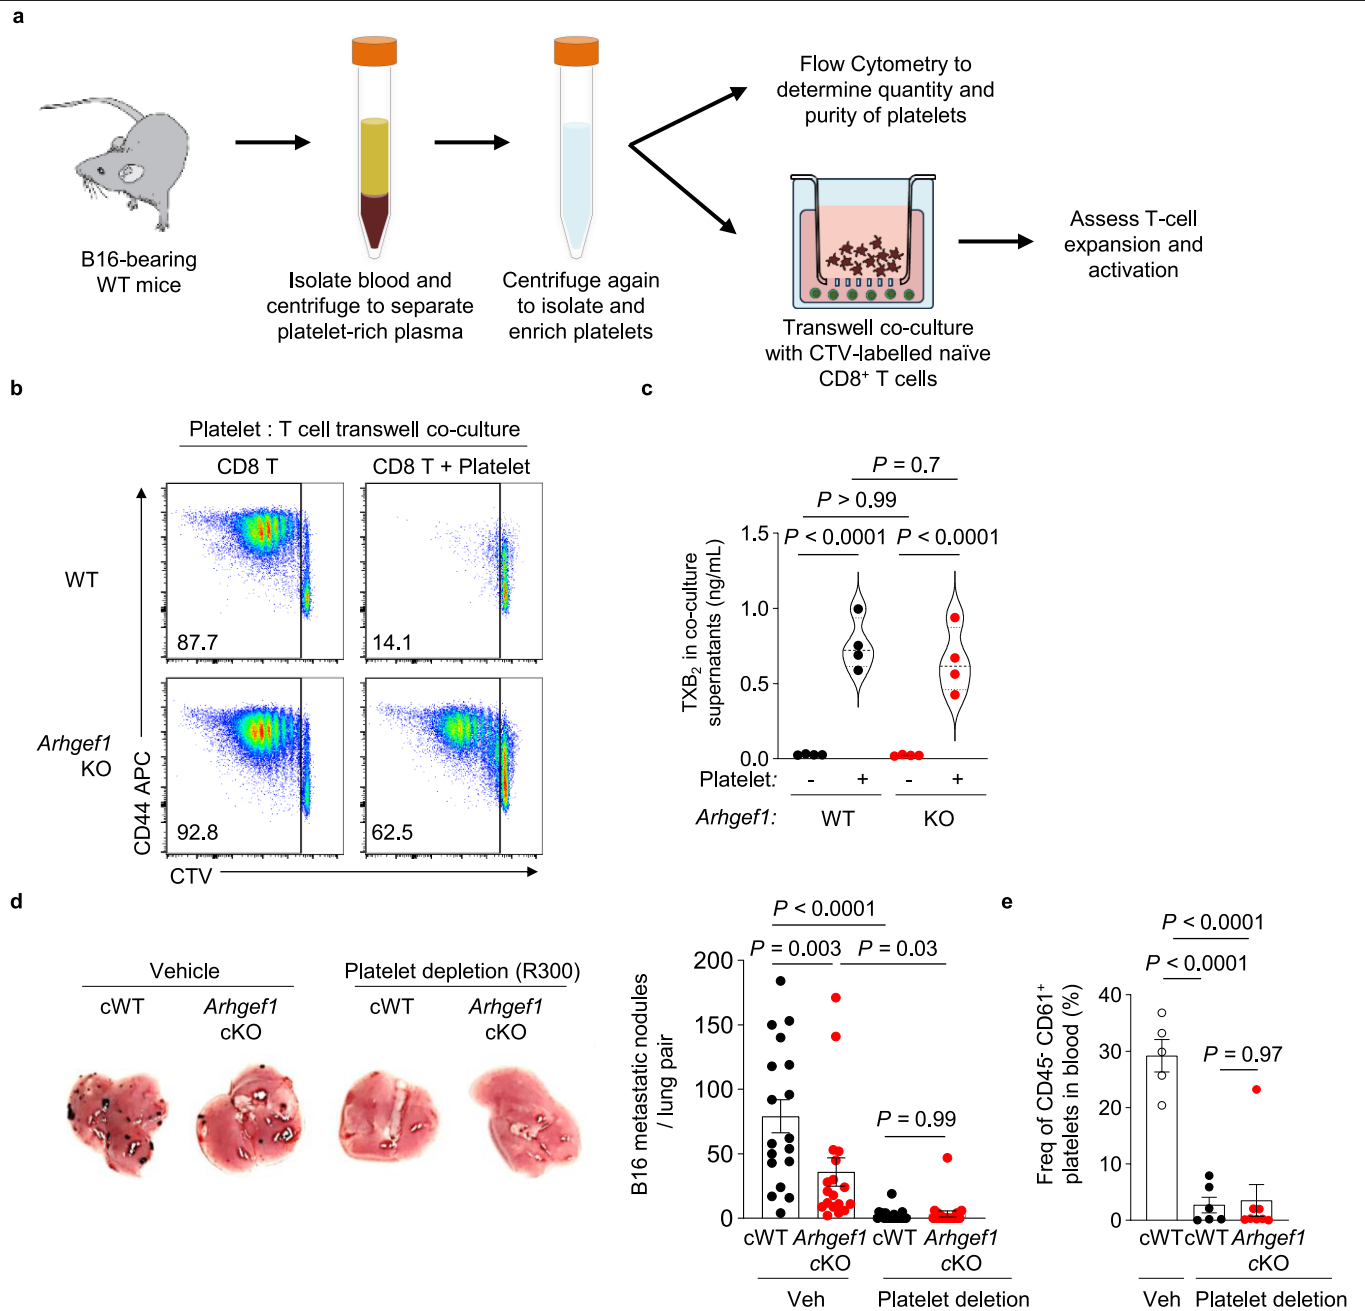 a
B16-bearing
WT mice
Isolate blood and
centrifuge to separate
platelet-rich plasma
Centrifuge again
to isolate and
enrich platelets
Flow Cytometry to
determine quantity and
purity of platelets
Transwell co-culture
with CTV-labelled naïve
CD8⁺ T cells
Assess T-cell
expansion and
activation
b
Platelet : T cell transwell co-culture
CD8 T
CD8 T + Platelet
WT
87.7
14.1
Arhgef1
KO
92.8
62.5
CD44 APC
CTV
c
P = 0.7
P > 0.99
P < 0.0001
P < 0.0001
TXB₂ in co-culture
supernatants (ng/mL)
1.5
1.0
0.5
0.0
Platelet: - + - +
Arhgef1: WT KO
d
Vehicle
Platelet depletion (R300)
cWT
Arhgef1
cKO
cWT
Arhgef1
cKO
P < 0.0001
P = 0.003
P = 0.03
P = 0.99
B16 metastatic nodules
/ lung pair
200
150
100
50
0
cWT Arhgef1 cWT Arhgef1
cKO cKO
Veh Platelet deletion
e
P < 0.0001
P < 0.0001
P = 0.97
Freq of CD45⁻ CD61⁺
platelets in blood (%)
40
30
20
10
0
cWT cWT Arhgef1
cKO
Veh Platelet deletion